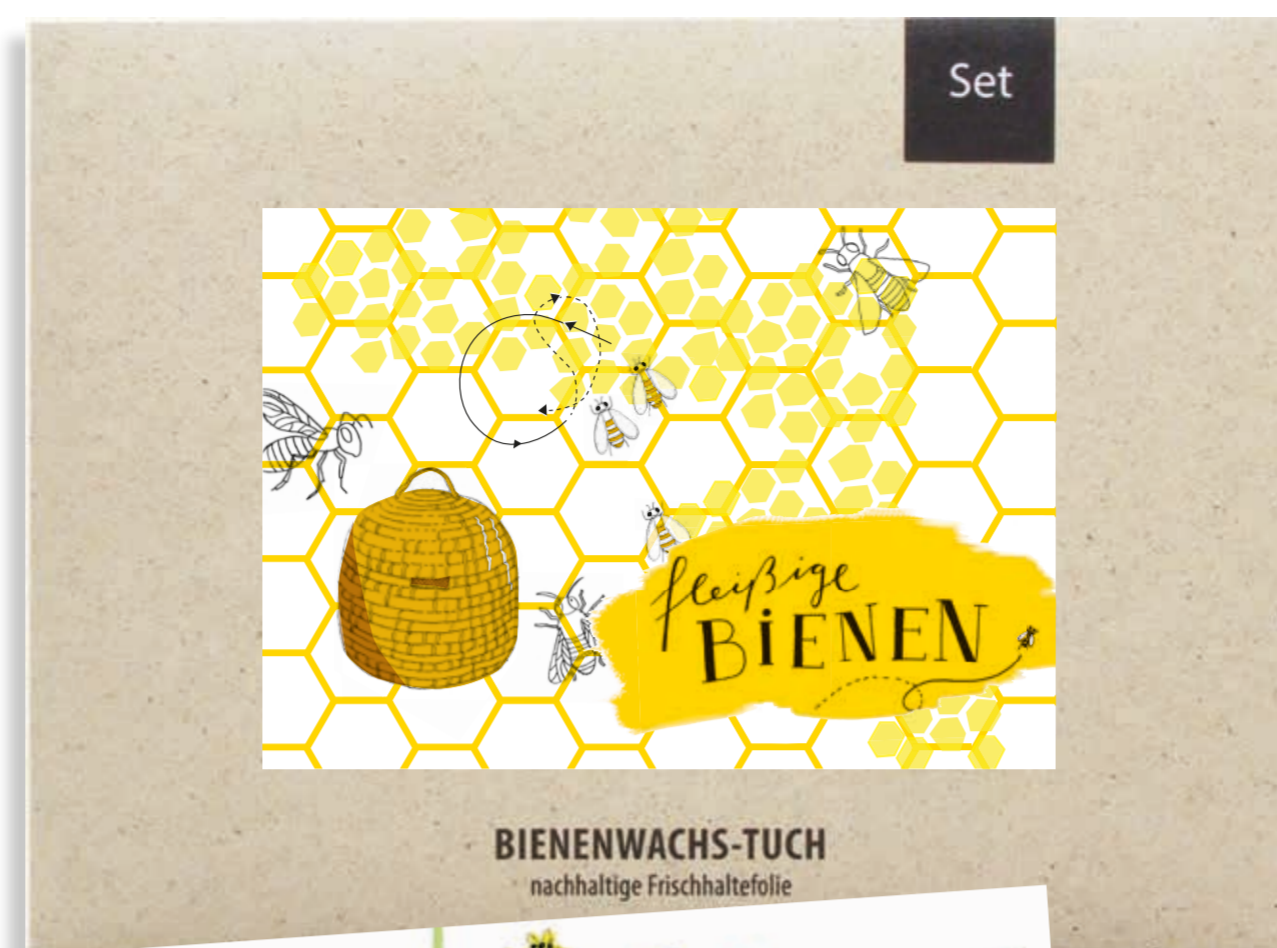 Set
fleißige
BiENEN
BIENENWACHS-TUCH
nachhaltige Frischhaltefolie